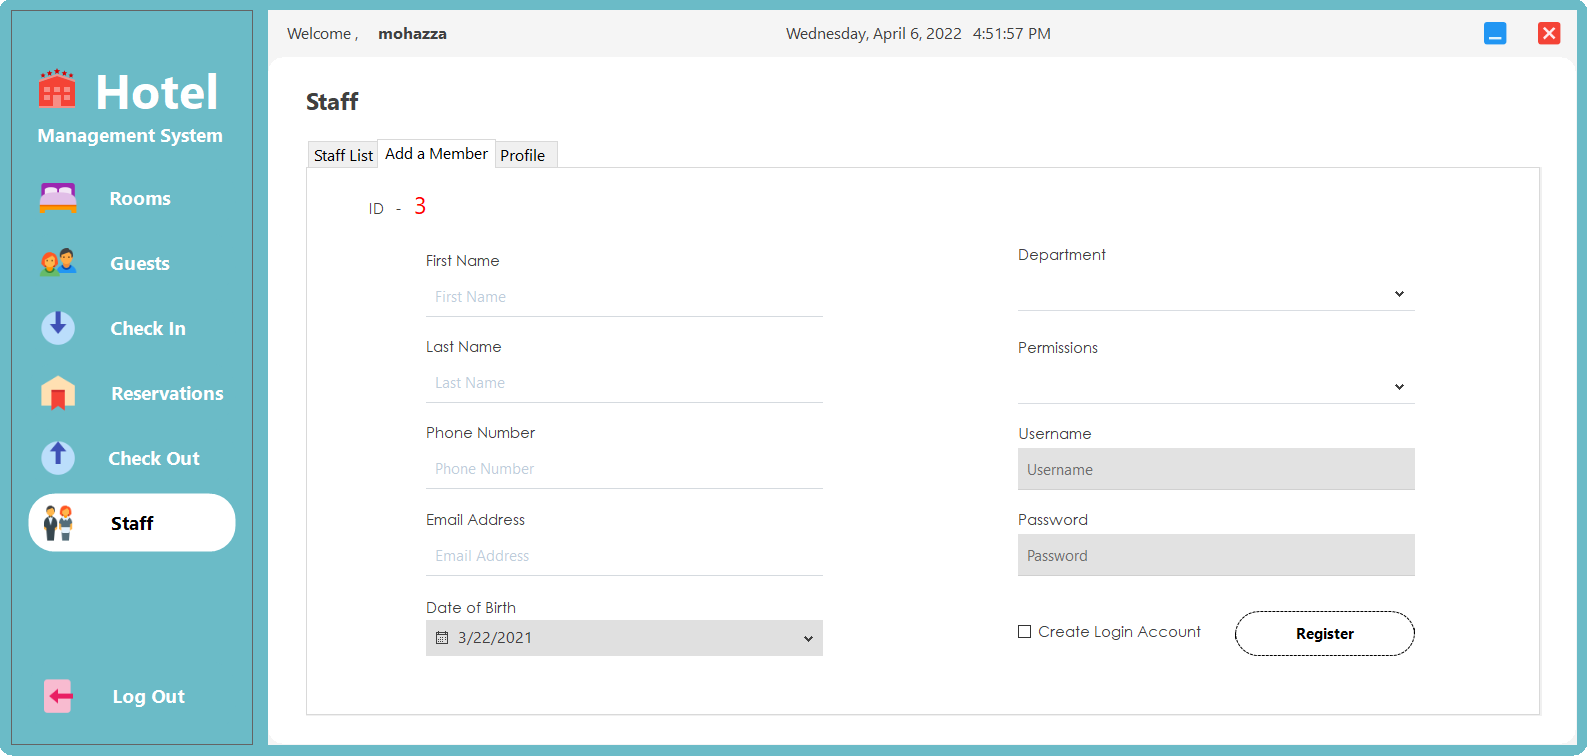 Welcome , mohazza
Wednesday, April 6, 2022 4:51:57 PM
Hotel
Management System
Rooms
Guests
Check In
Reservations
Check Out
Staff
Log Out
Staff
Staff List
Add a Member
Profile
ID - 3
First Name
First Name
Last Name
Last Name
Phone Number
Phone Number
Email Address
Email Address
Date of Birth
3/22/2021
Department
Permissions
Username
Username
Password
Password
Create Login Account
Register